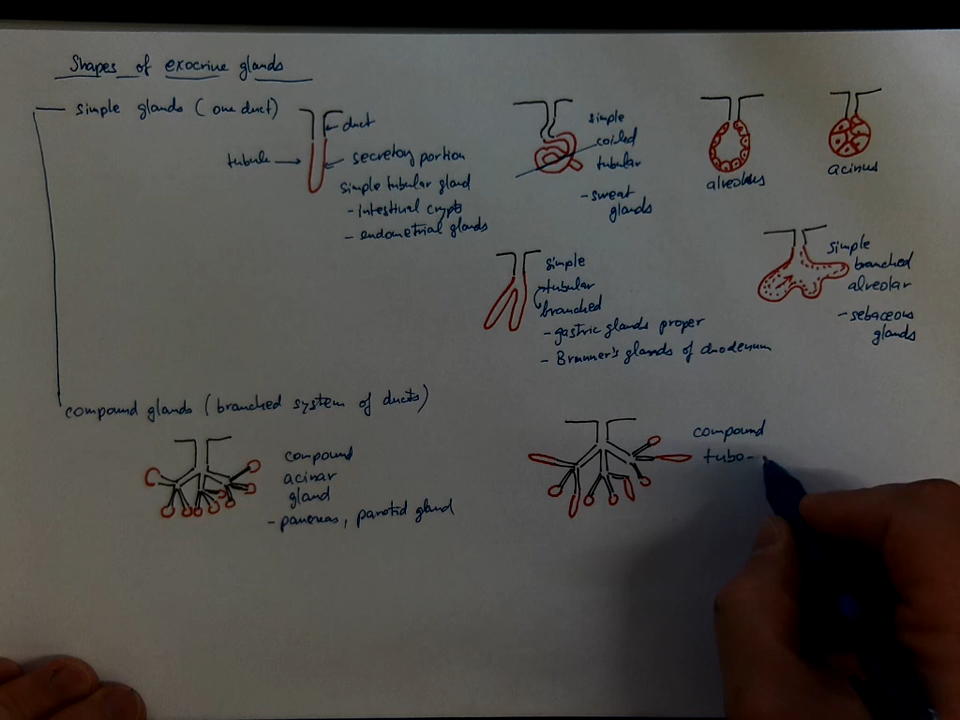 Shapes of exocrine glands
simple glands (one duct)
duct
tubule
secretory portion
simple tubular gland
- intestinal crypts
- endometrial glands
simple
coiled
tubular
- sweat
glands
alveolus
acinus
simple
tubular
branched
- gastric glands proper
- Brunner's glands of duodenum
simple
branched
alveolar
- sebaceous
glands
compound glands (branched system of ducts)
compound
acinar
gland
- pancreas, parotid gland
compound
tubo-